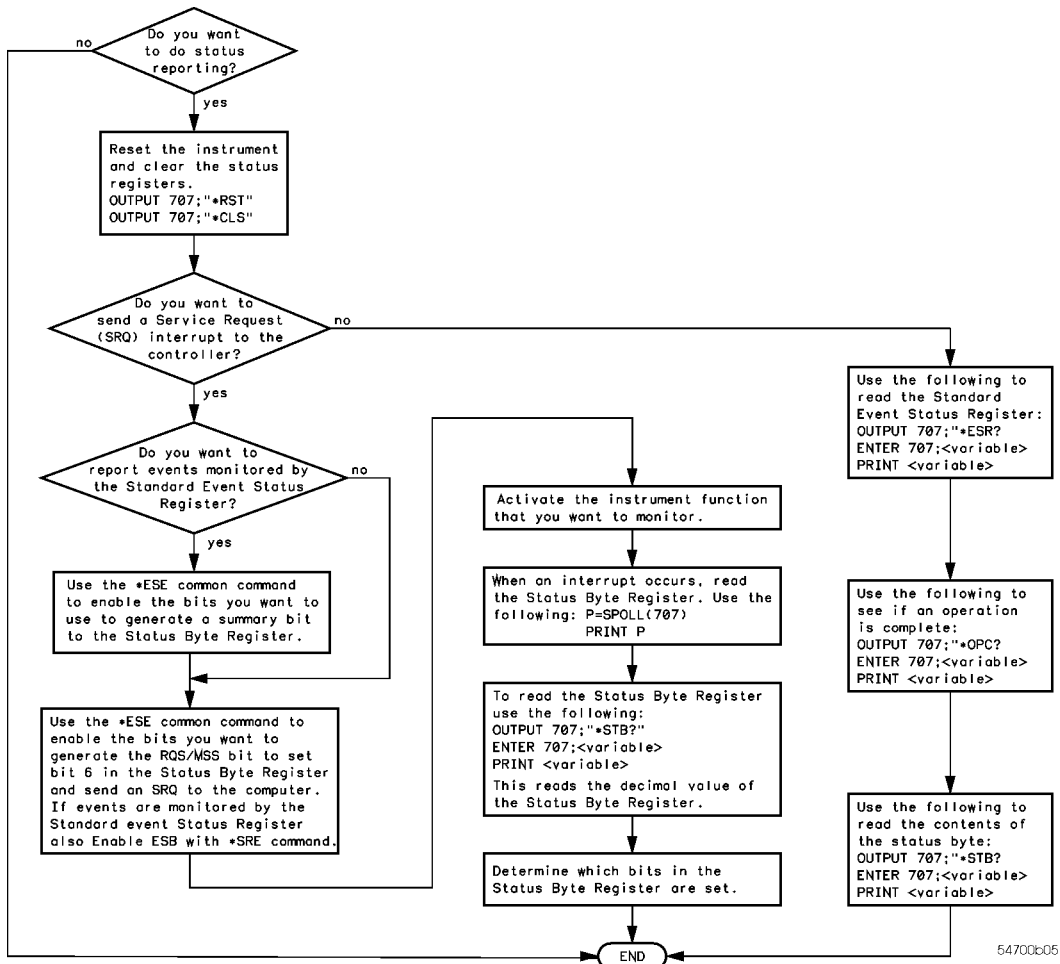 Do you want
to do status
reporting?
no
yes
Reset the instrument
and clear the status
registers.
OUTPUT 707;"*RST"
OUTPUT 707;"*CLS"
Do you want to
send a Service Request
(SRQ) interrupt to the
controller?
no
yes
Do you want to
report events monitored by
the Standard Event Status
Register?
no
yes
Use the *ESE common command
to enable the bits you want to
use to generate a summary bit
to the Status Byte Register.
Use the *ESE common command to
enable the bits you want to
generate the RQS/MSS bit to set
bit 6 in the Status Byte Register
and send an SRQ to the computer.
If events are monitored by the
Standard event Status Register
also Enable ESB with *SRE command.
Activate the instrument function
that you want to monitor.
When an interrupt occurs, read
the Status Byte Register. Use the
following: P=SPOLL(707)
PRINT P
To read the Status Byte Register
use the following:
OUTPUT 707;"*STB?"
ENTER 707;<variable>
PRINT <variable>
This reads the decimal value of
the Status Byte Register.
Determine which bits in the
Status Byte Register are set.
Use the following to
read the Standard
Event Status Register:
OUTPUT 707;"*ESR?
ENTER 707;<variable>
PRINT <variable>
Use the following to
see if an operation
is complete:
OUTPUT 707;"*OPC?
ENTER 707;<variable>
PRINT <variable>
Use the following to
read the contents of
the status byte:
OUTPUT 707;"*STB?
ENTER 707;<variable>
PRINT <variable>
END
54700b05